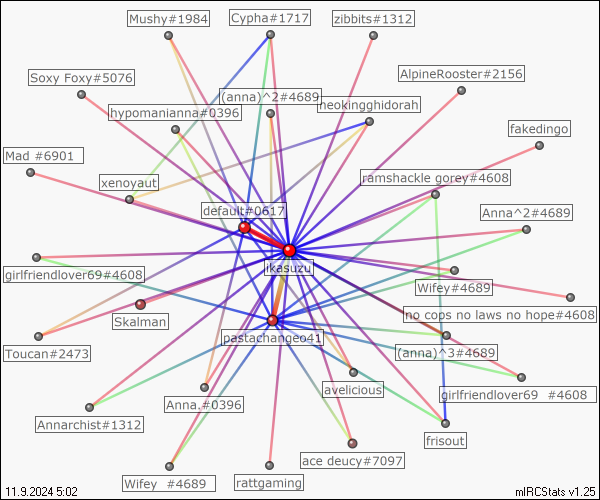 Mushy#1984
Cypha#1717
zibbits#1312
Soxy Foxy#5076
AlpineRooster#2156
(anna)^2#4689
neokingghidorah
hypomanianna#0396
fakedingo
Mad #6901
xenoyaut
ramshackle gorey#4608
default#0617
Anna^2#4689
ikasuzu
girlfriendlover69#4608
Wifey#4689
Skalman
no cops no laws no hope#4608
pastachangeo41
Toucan#2473
(anna)^3#4689
avelicious
girlfriendlover69 #4608
Anna.#0396
Annarchist#1312
frisout
ace deucy#7097
Wifey #4689
rattgaming
11.9.2024 5:02
mIRCStats v1.25